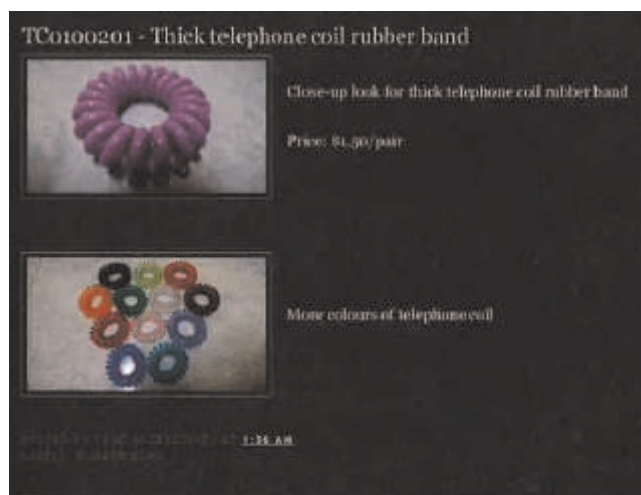 TC0100201 - Thick telephone coil rubber band
Close-up look for thick telephone coil rubber band
Price: $1.50/pair
More colours of telephone coil
1:36 AM